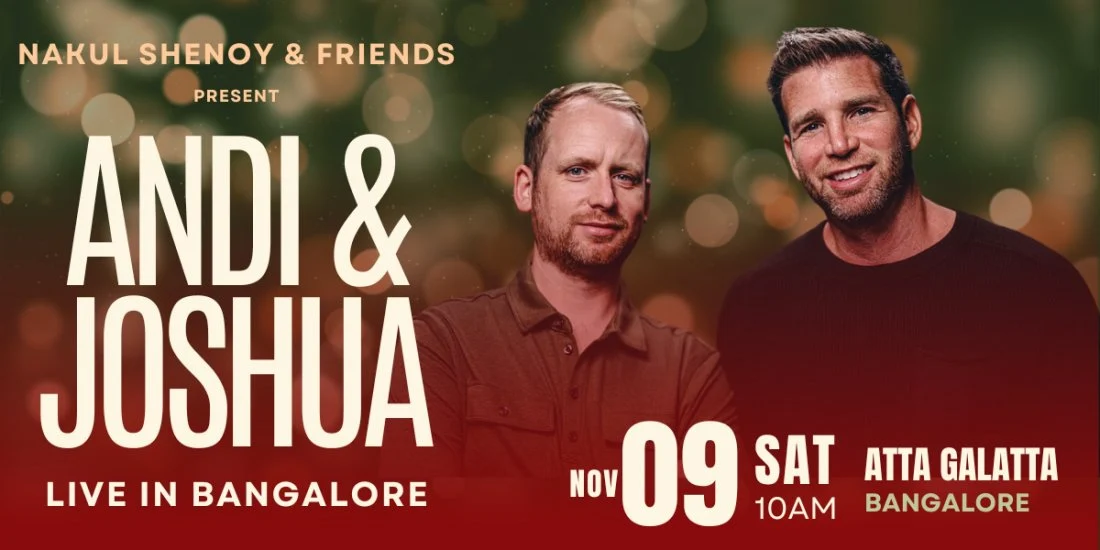 NAKUL SHENOY & FRIENDS
PRESENT
ANDI &
JOSHUA
LIVE IN BANGALORE
NOV 09 SAT
10AM
ATTA GALATTA
BANGALORE